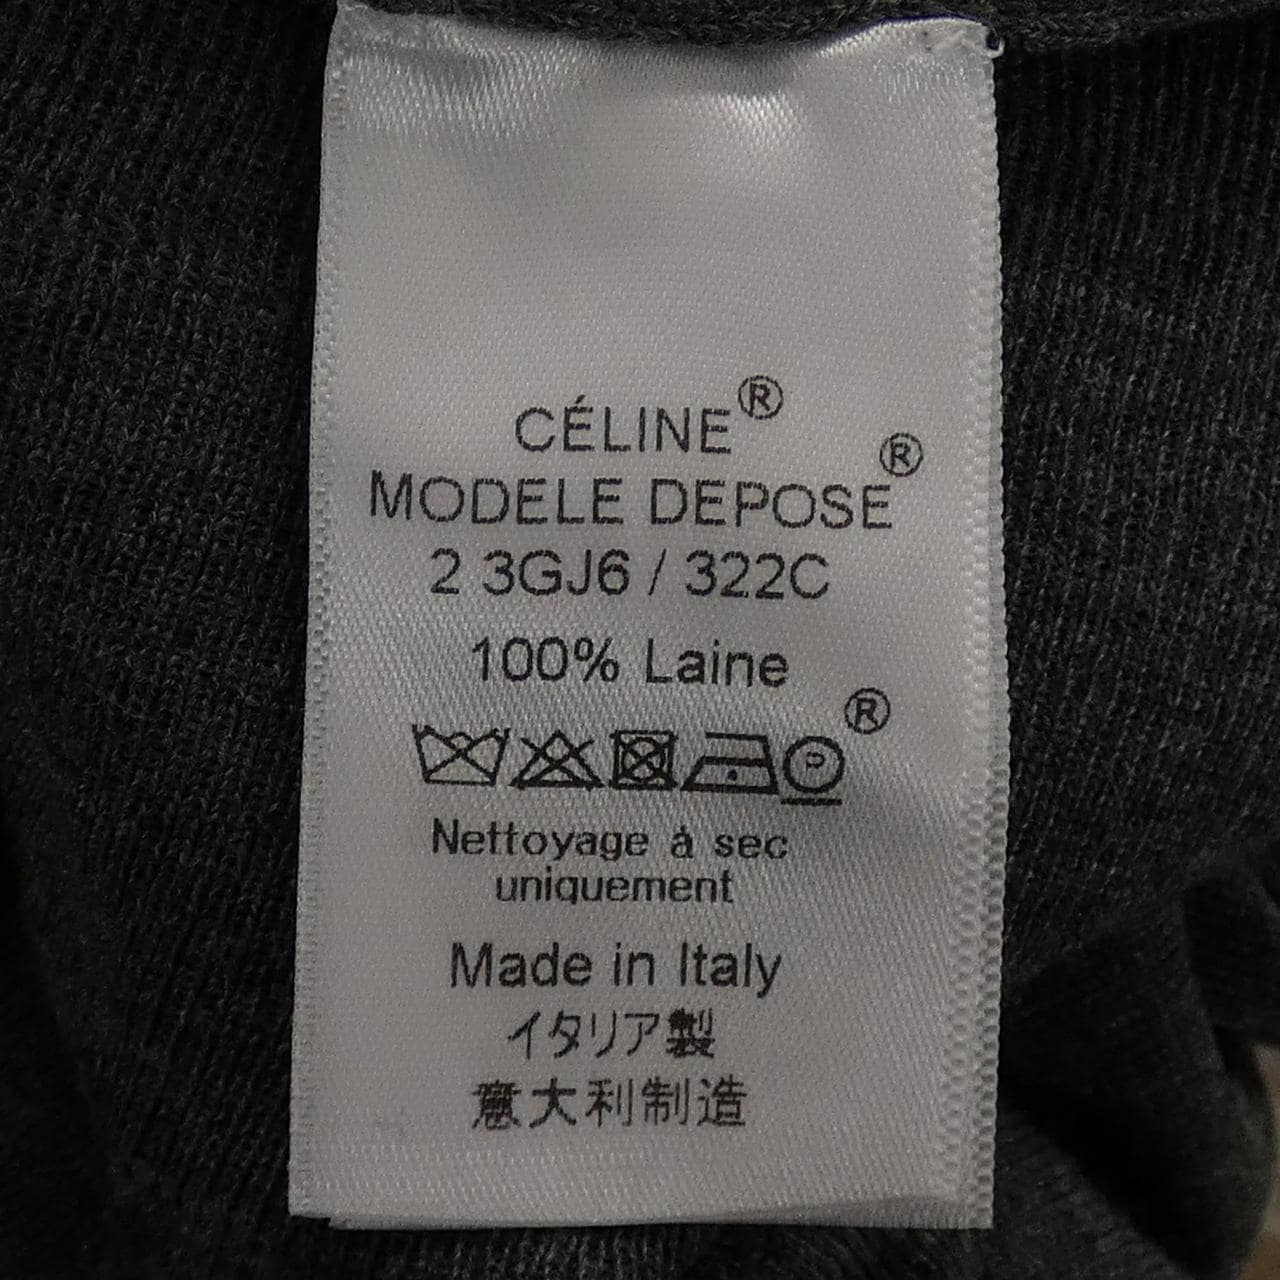 CÉLINE®
MODELE DEPOSE®
2 3GJ6 / 322C
100% Laine
®
P
Nettoyage à sec
uniquement
Made in Italy
イタリア製
意大利制造